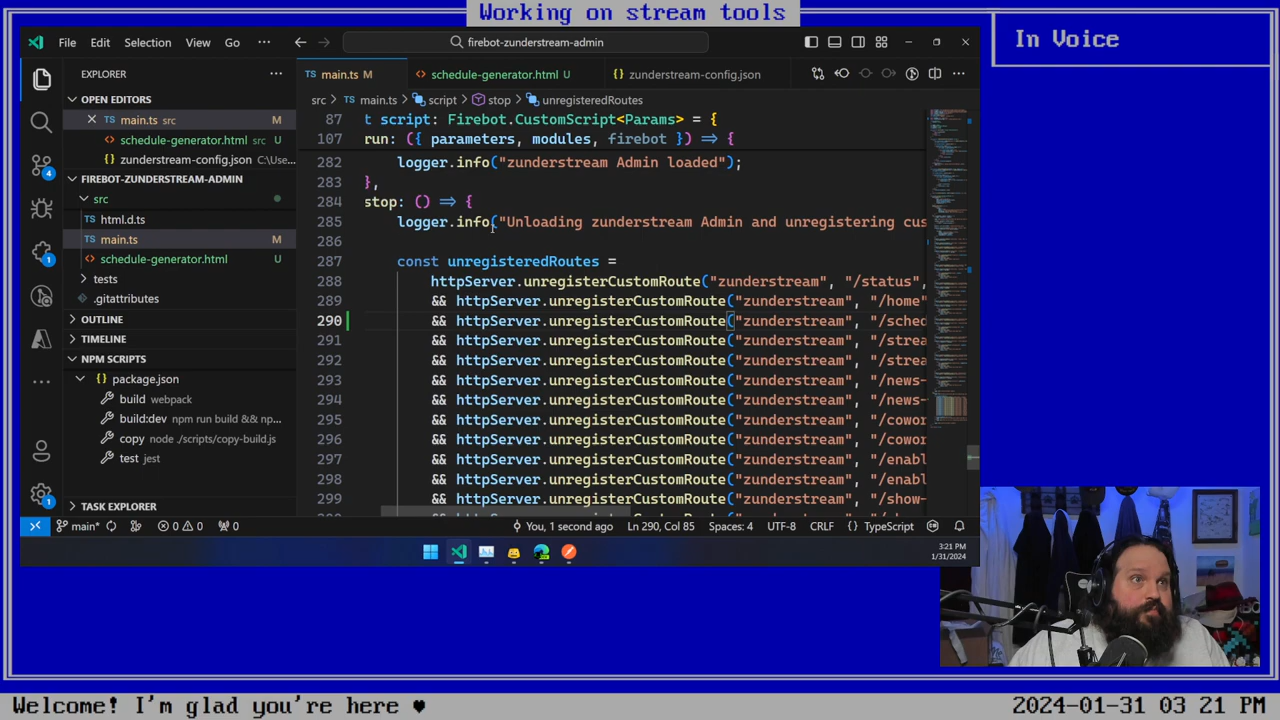 Working on stream tools
In Voice
File Edit Selection View Go
firebot-zunderstream-admin
EXPLORER
main.ts M
schedule-generator.html U
zunderstream-config.json
OPEN EDITORS
src > main.ts > script > stop > unregisteredRoutes
main.ts src M
schedule-generator.html src U
zunderstream-config.json
FIREBOT-ZUNDERSTREAM-AD
src
html.d.ts
main.ts M
schedule-generator.html U
tests
.gitattributes
OUTLINE
TIMELINE
NPM SCRIPTS
package.json
build webpack
build:dev npm run build && np...
copy node ./scripts/copy-build.js
test jest
TASK EXPLORER
t script: Firebot.CustomScript<Params> = {
run: ({ parameters, modules, firebot }) => {
logger.info("Zunderstream Admin loaded");
},
stop: () => {
285 logger.info("Unloading zunderstream Admin and unregistering cus
286
const unregisteredRoutes =
httpServer.unregisterCustomRoute("zunderstream", "/status",
&& httpServer.unregisterCustomRoute("zunderstream", "/home"
290 && httpServer.unregisterCustomRoute("zunderstream", "/sched
291 && httpServer.unregisterCustomRoute("zunderstream", "/strea
292 && httpServer.unregisterCustomRoute("zunderstream", "/strea
293 && httpServer.unregisterCustomRoute("zunderstream", "/news-
294 && httpServer.unregisterCustomRoute("zunderstream", "/news-
295 && httpServer.unregisterCustomRoute("zunderstream", "/cowor
296 && httpServer.unregisterCustomRoute("zunderstream", "/cowor
297 && httpServer.unregisterCustomRoute("zunderstream", "/enabl
298 && httpServer.unregisterCustomRoute("zunderstream", "/enabl
299 && httpServer.unregisterCustomRoute("zunderstream", "/show-
main* 0 0 0 You, 1 second ago Ln 290, Col 85 Spaces: 4 UTF-8 CRLF {} TypeScript
3:21 PM
1/31/2024
Welcome! I'm glad you're here ♥
2024-01-31 03 21 PM